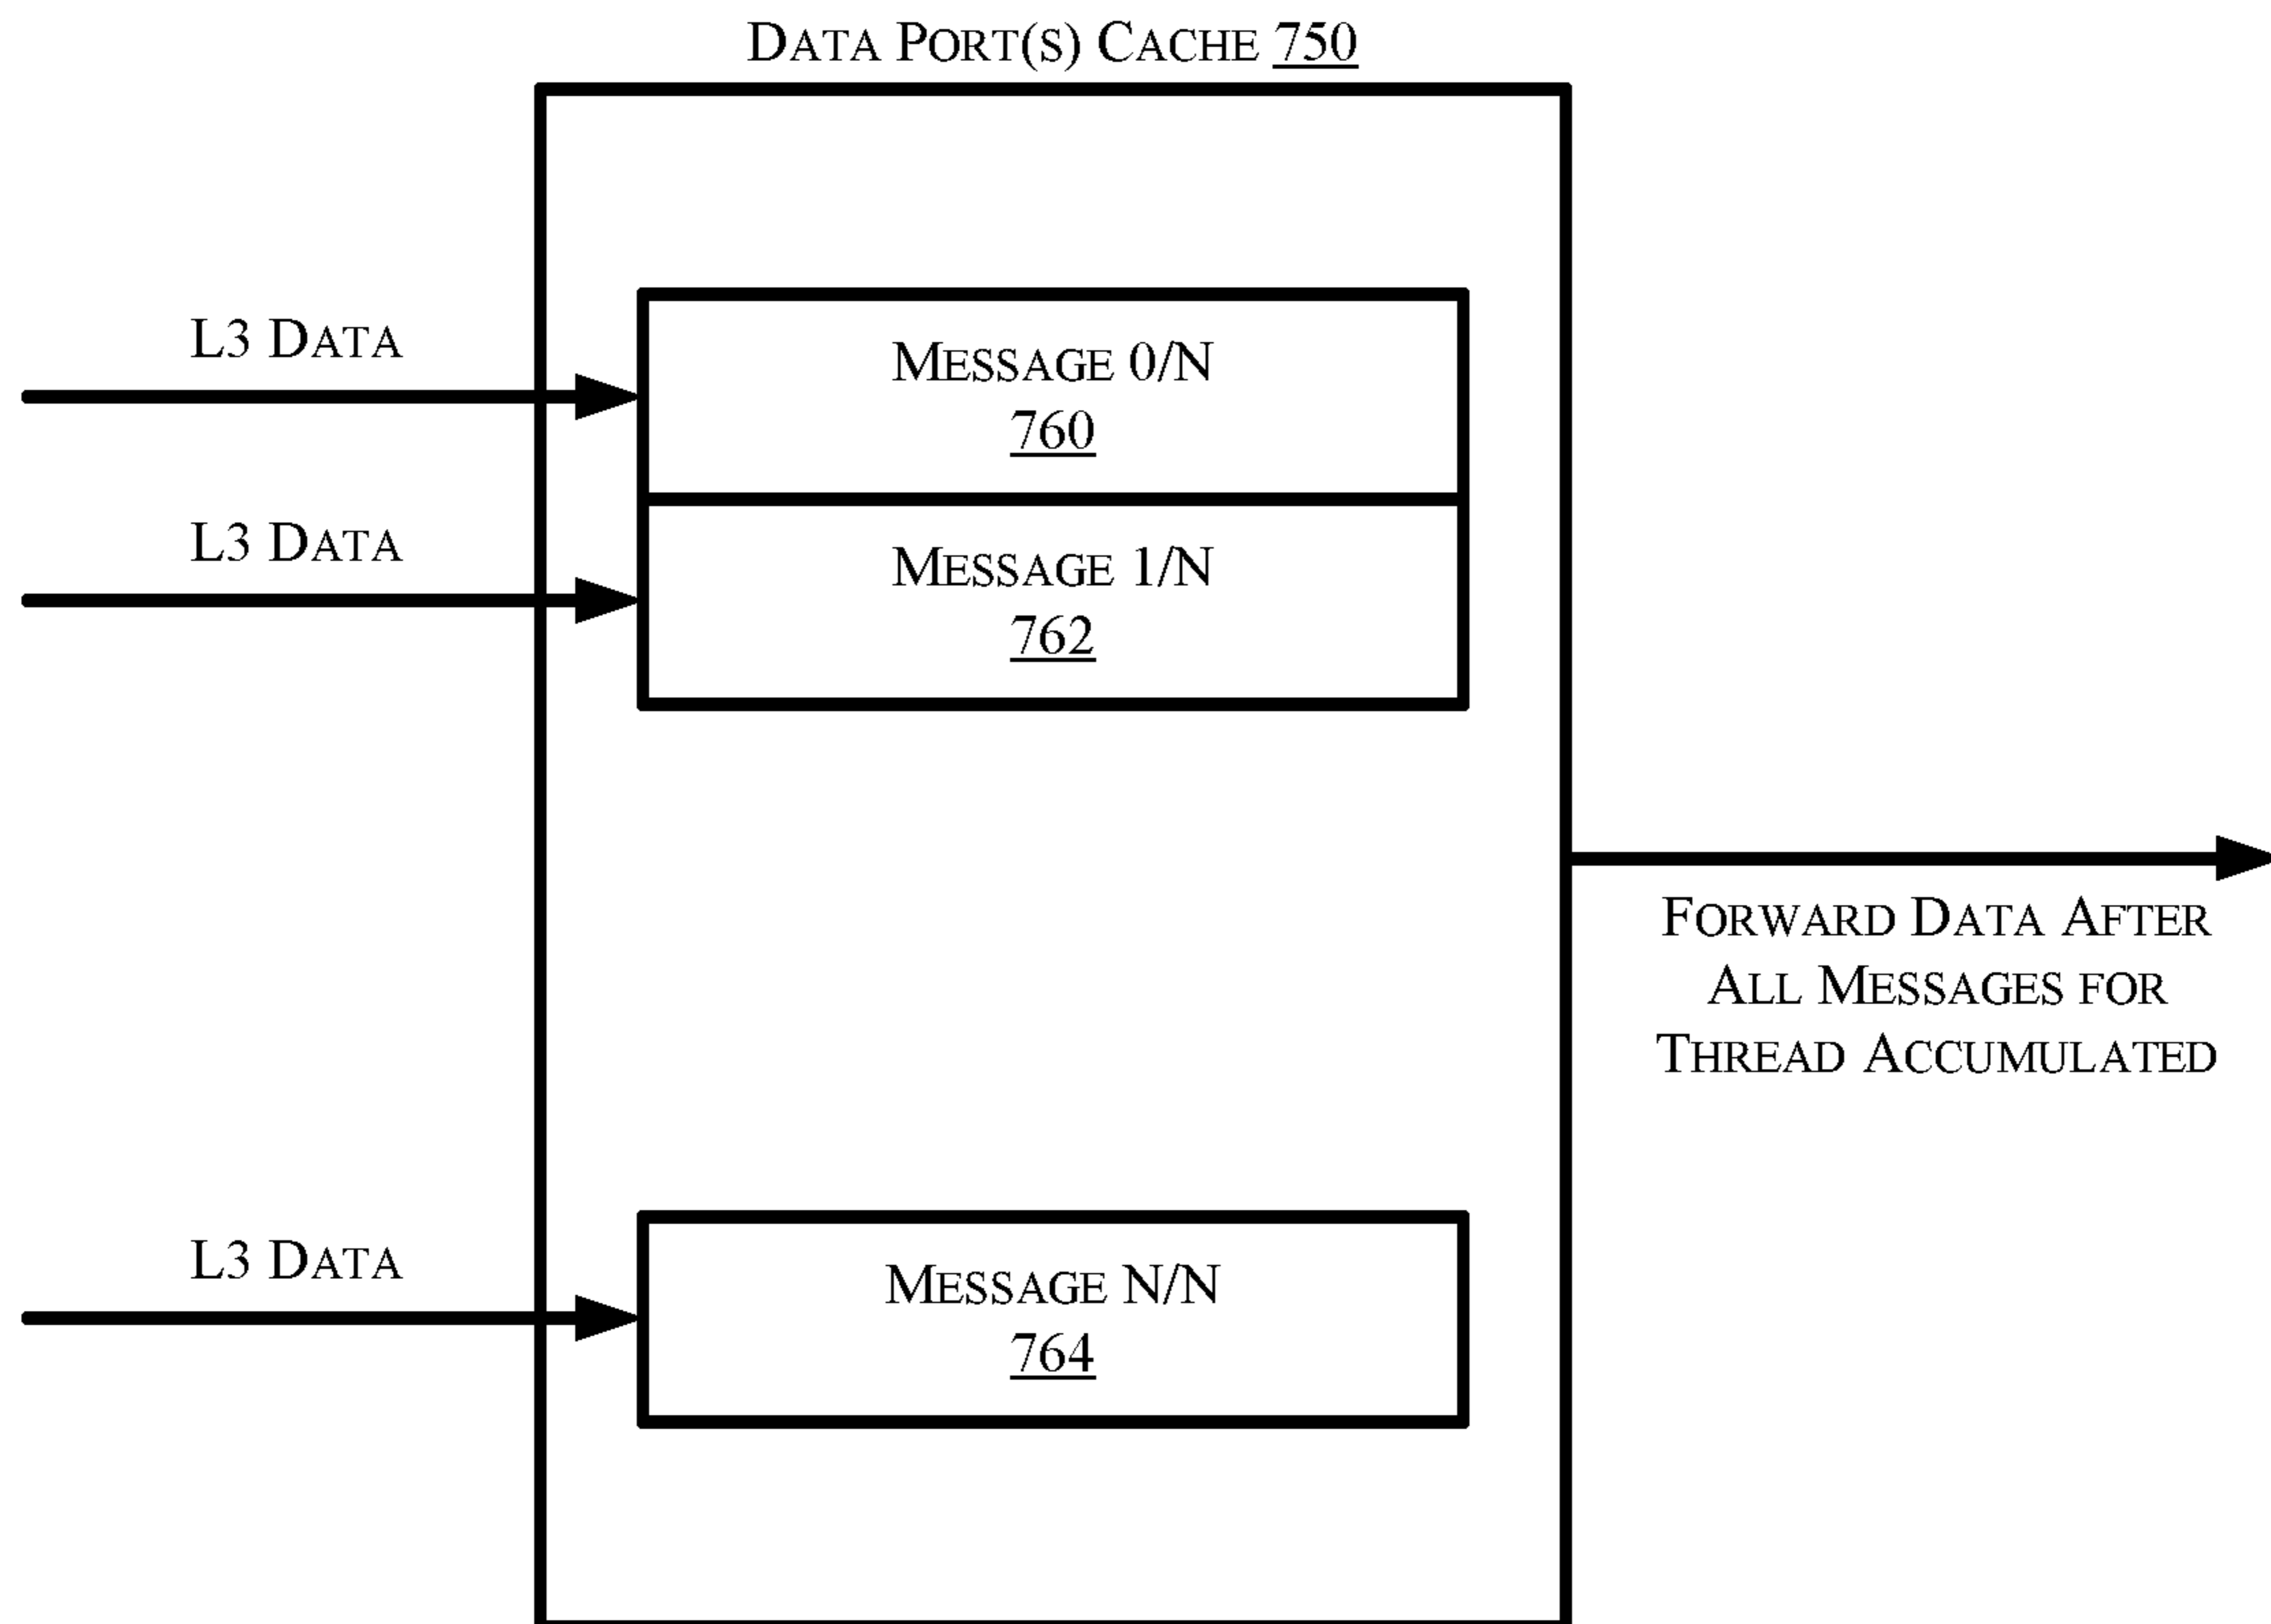 DATA PORT(S) CACHE 750
L3 DATA
MESSAGE 0/N
760
L3 DATA
MESSAGE 1/N
762
FORWARD DATA AFTER
ALL MESSAGES FOR
THREAD ACCUMULATED
L3 DATA
MESSAGE N/N
764